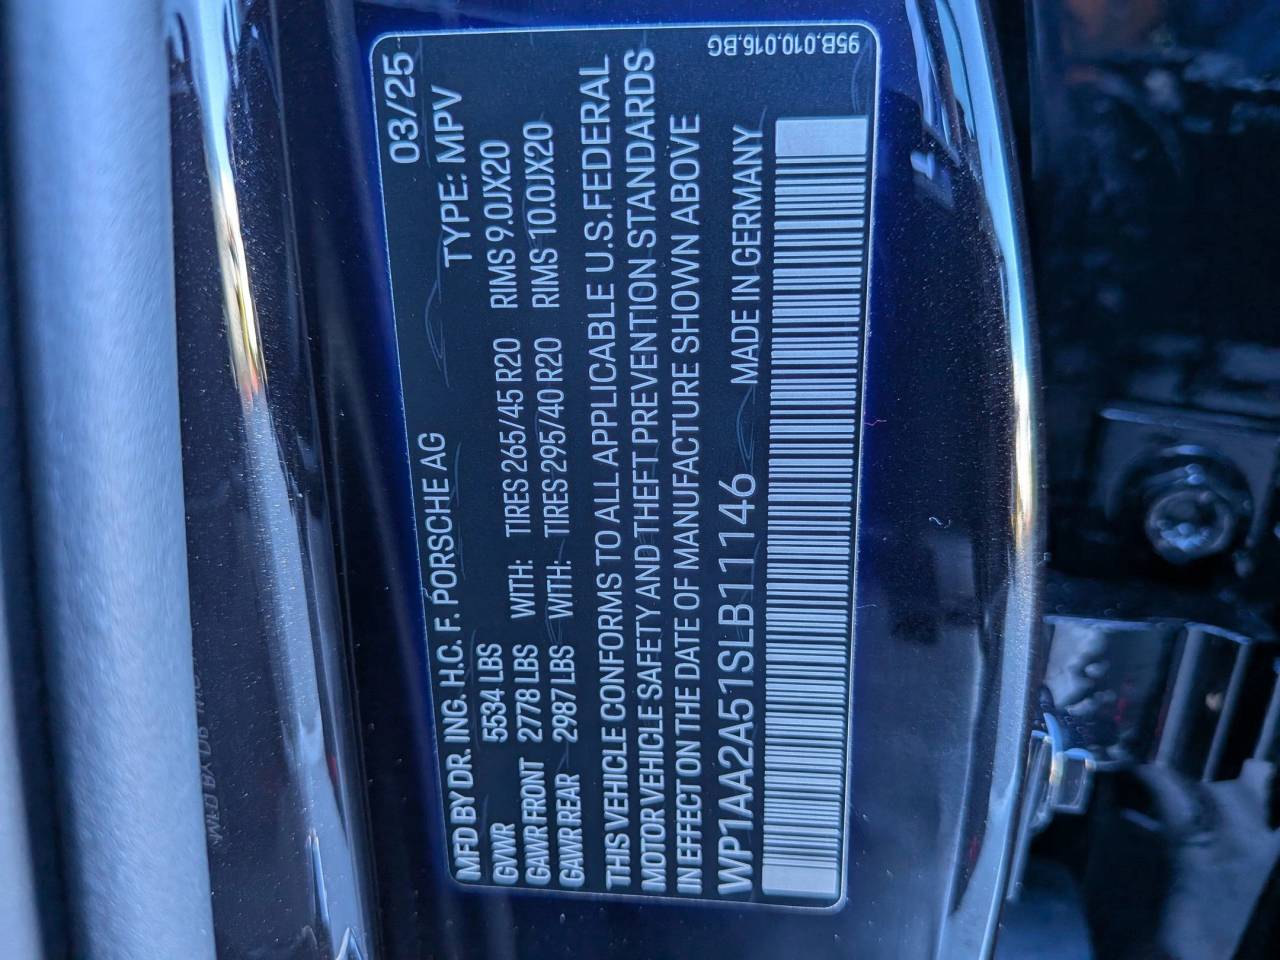 MFD BY DR. ING. H.C. F. PORSCHE AG 03/25
GVWR 5534 LBS TYPE: MPV
GAWR FRONT 2778 LBS WITH: TIRES 265/45 R20 RIMS 9.0JX20
GAWR REAR 2987 LBS WITH: TIRES 295/40 R20 RIMS 10.0JX20
THIS VEHICLE CONFORMS TO ALL APPLICABLE U.S. FEDERAL
MOTOR VEHICLE SAFETY AND THEFT PREVENTION STANDARDS
IN EFFECT ON THE DATE OF MANUFACTURE SHOWN ABOVE
WP1AA2A51SLB11146 MADE IN GERMANY
95B.010.016.BG